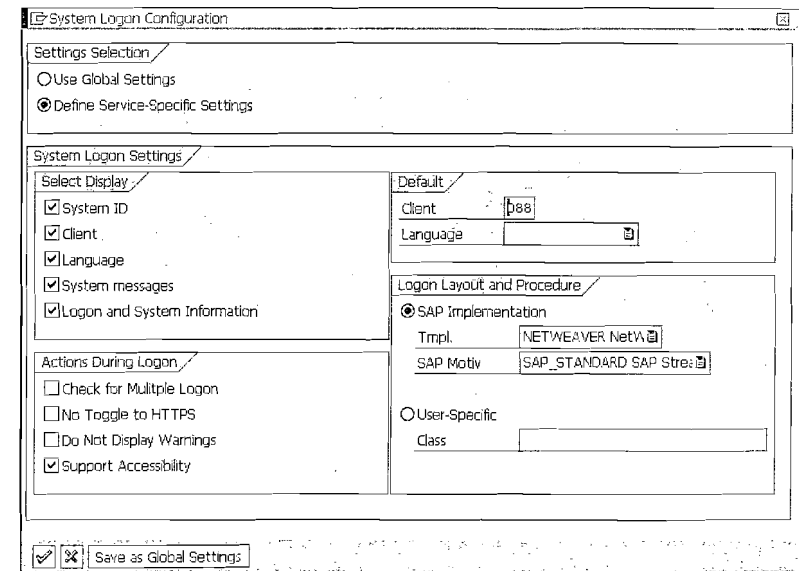 System Logon Configuration
Settings Selection
Use Global Settings
Define Service-Specific Settings
System Logon Settings
Select Display
System ID
Client
Language
System messages
Logon and System Information
Actions During Logon
Check for Mulitple Logon
No Toggle to HTTPS
Do Not Display Warnings
Support Accessibility
Default
Client 088
Language
Logon Layout and Procedure
SAP Implementation
Tmpl. NETWEAVER NetW
SAP Motiv SAP_STANDARD SAP Strea
User-Specific
Class
Save as Global Settings